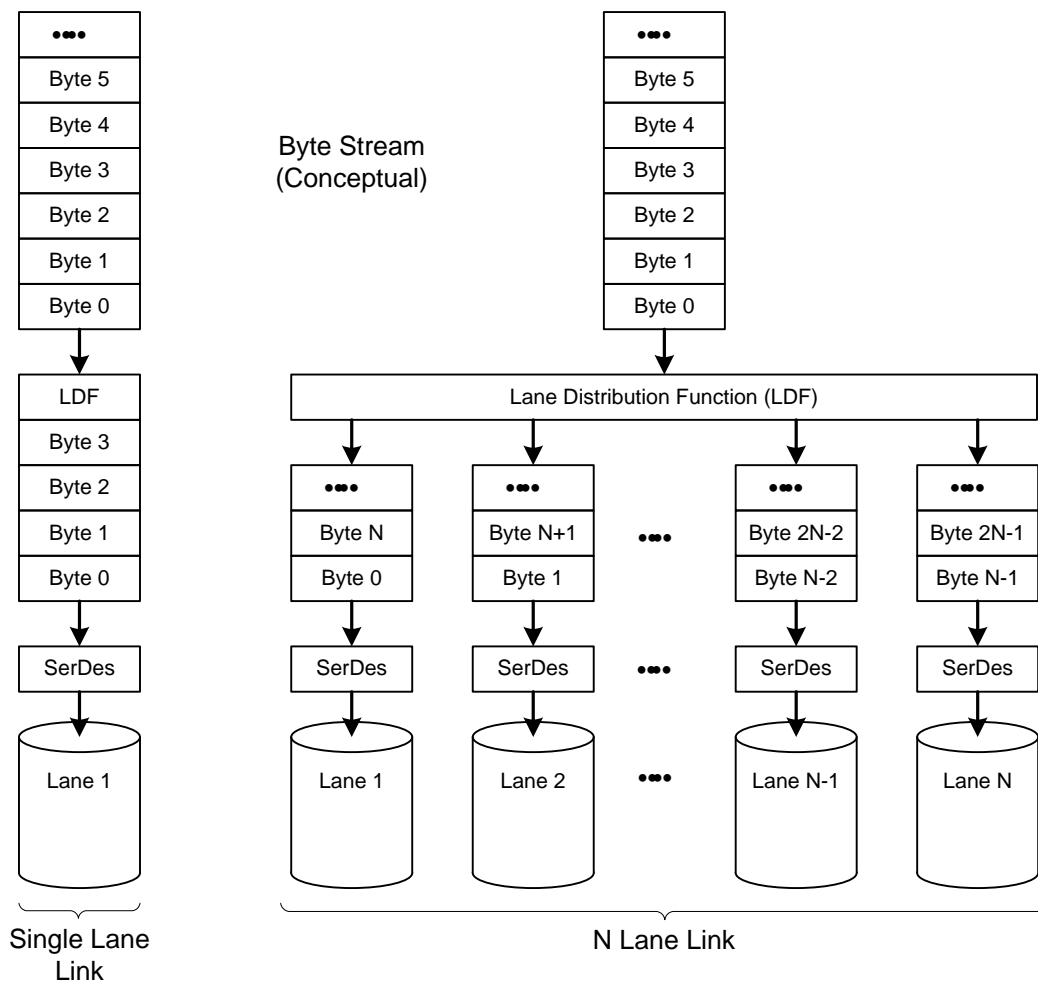 ••••
Byte 5
Byte 4
Byte 3
Byte 2
Byte 1
Byte 0
LDF
Byte 3
Byte 2
Byte 1
Byte 0
SerDes
Lane 1
Single Lane
Link
Byte Stream
(Conceptual)
••••
Byte 5
Byte 4
Byte 3
Byte 2
Byte 1
Byte 0
Lane Distribution Function (LDF)
•••• •••• •••• ••••
Byte N Byte N+1 •••• Byte 2N-2 Byte 2N-1
Byte 0 Byte 1 Byte N-2 Byte N-1
SerDes SerDes •••• SerDes SerDes
Lane 1 Lane 2 •••• Lane N-1 Lane N
N Lane Link